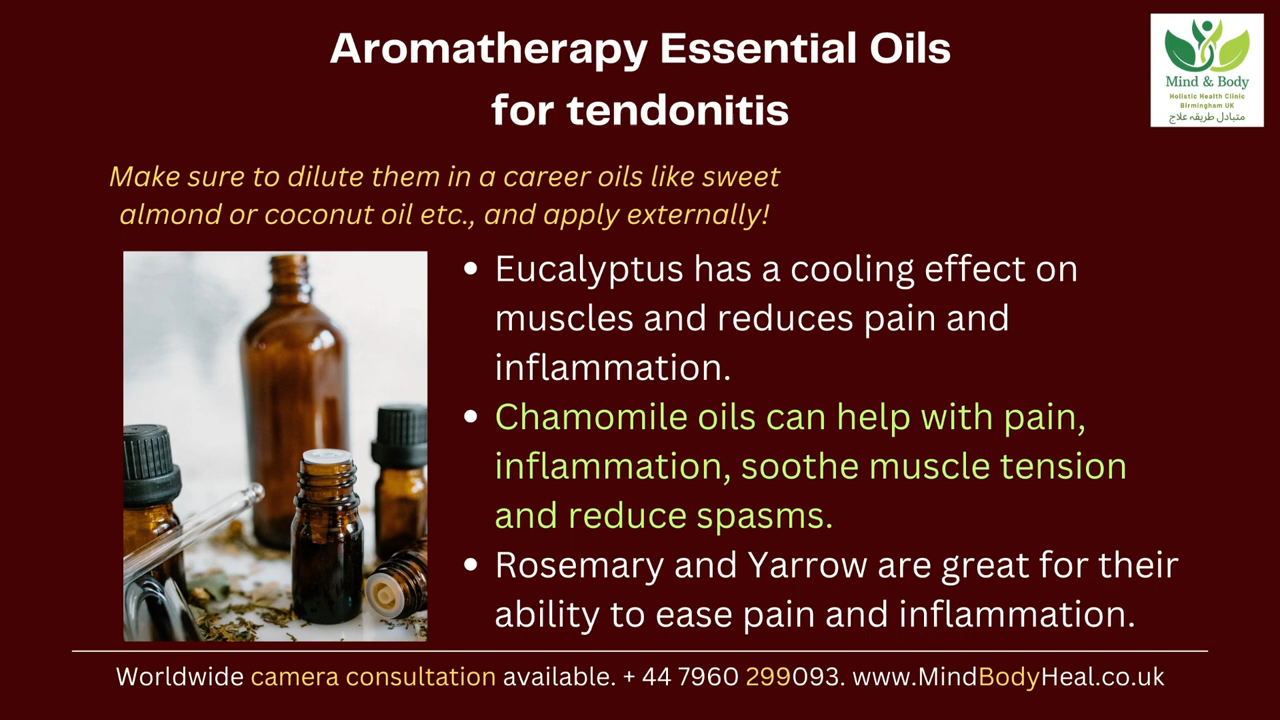 Aromatherapy Essential Oils
for tendonitis
Mind & Body
Holistic Health Clinic
Birmingham UK
متبادل طریقہ علاج
Make sure to dilute them in a career oils like sweet
almond or coconut oil etc., and apply externally!
• Eucalyptus has a cooling effect on
muscles and reduces pain and
inflammation.
• Chamomile oils can help with pain,
inflammation, soothe muscle tension
and reduce spasms.
• Rosemary and Yarrow are great for their
ability to ease pain and inflammation.
Worldwide camera consultation available. + 44 7960 299093. www.MindBodyHeal.co.uk